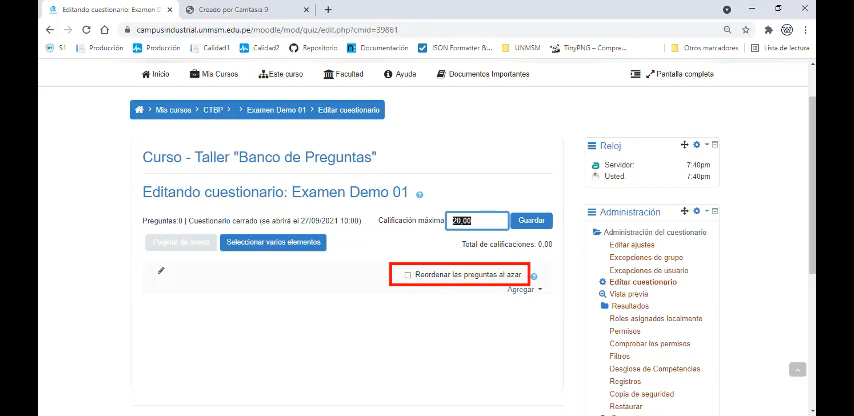 Editando cuestionario: Examen D
Creado por Camtasia 9
campusindustrial.unmsm.edu.pe/moodle/mod/quiz/edit.php?cmid=39861
S1
Producción
Producción
Calidad1
Calidad2
Repositorio
Documentación
JSON Formatter &...
UNMSM
TinyPNG – Compre...
Otros marcadores
Lista de lectura
Inicio
Mis Cursos
Este curso
Facultad
Ayuda
Documentos Importantes
Pantalla completa
Mis cursos > CTBP > > Examen Demo 01 > Editar cuestionario
Curso - Taller "Banco de Preguntas"
Editando cuestionario: Examen Demo 01
Preguntas:0 | Cuestionario cerrado (se abrirá el 27/09/2021 10:00)
Calificación máxima
20,00
Guardar
Paginar de nuevo
Seleccionar varios elementos
Total de calificaciones: 0,00
Reordenar las preguntas al azar
Agregar
Reloj
Servidor: 7:40pm
Usted: 7:40pm
Administración
Administración del cuestionario
Editar ajustes
Excepciones de grupo
Excepciones de usuario
Editar cuestionario
Vista previa
Resultados
Roles asignados localmente
Permisos
Comprobar los permisos
Filtros
Desglose de Competencias
Registros
Copia de seguridad
Restaurar